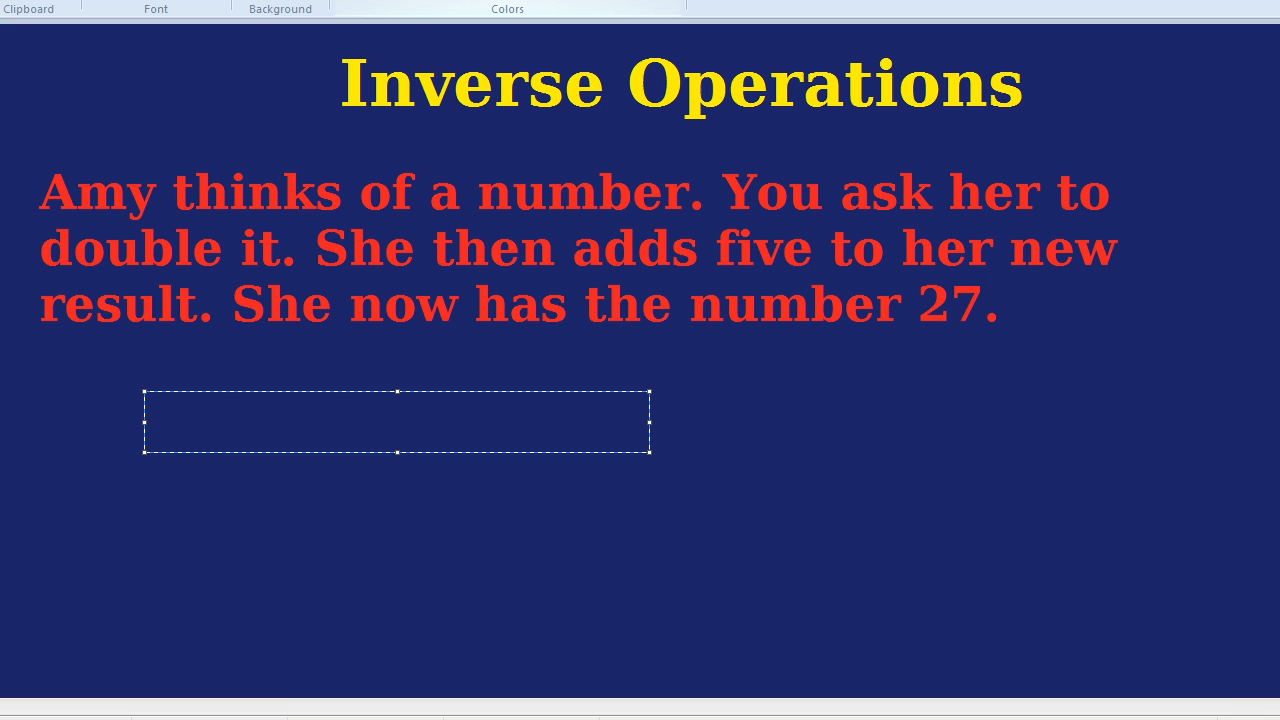 Clipboard Font Background Colors
Inverse Operations
Amy thinks of a number. You ask her to
double it. She then adds five to her new
result. She now has the number 27.